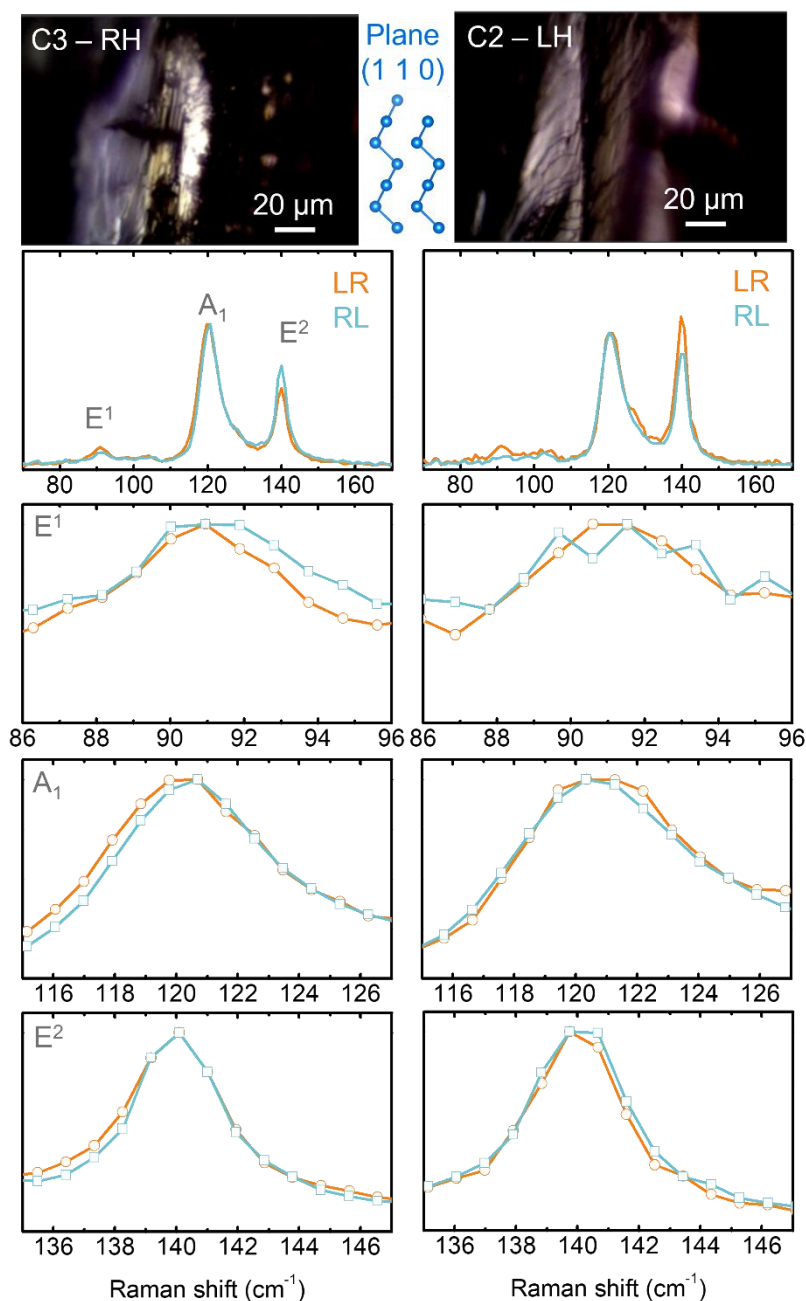 C3 – RH
Plane
(1 1 0)
C2 – LH
20 µm
20 µm
LR
RL
A1
E2
E1
LR
RL
80 100 120 140 160
80 100 120 140 160
E1
86 88 90 92 94 96
86 88 90 92 94 96
A1
116 118 120 122 124 126
116 118 120 122 124 126
E2
136 138 140 142 144 146
136 138 140 142 144 146
Raman shift (cm-1)
Raman shift (cm-1)